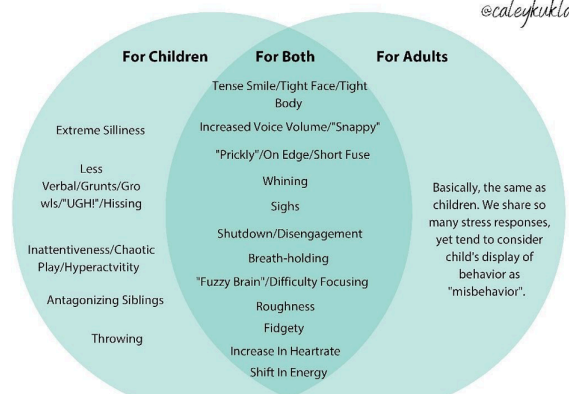 @caleykukla
For Children
For Both
For Adults
Extreme Silliness
Less
Verbal/Grunts/Gro
wls/"UGH!"/Hissing
Inattentiveness/Chaotic
Play/Hyperactvitity
Antagonizing Siblings
Throwing
Tense Smile/Tight Face/Tight
Body
Increased Voice Volume/"Snappy"
"Prickly"/On Edge/Short Fuse
Whining
Sighs
Shutdown/Disengagement
Breath-holding
"Fuzzy Brain"/Difficulty Focusing
Roughness
Fidgety
Increase In Heartrate
Shift In Energy
Basically, the same as
children. We share so
many stress responses,
yet tend to consider
child's display of
behavior as
"misbehavior".